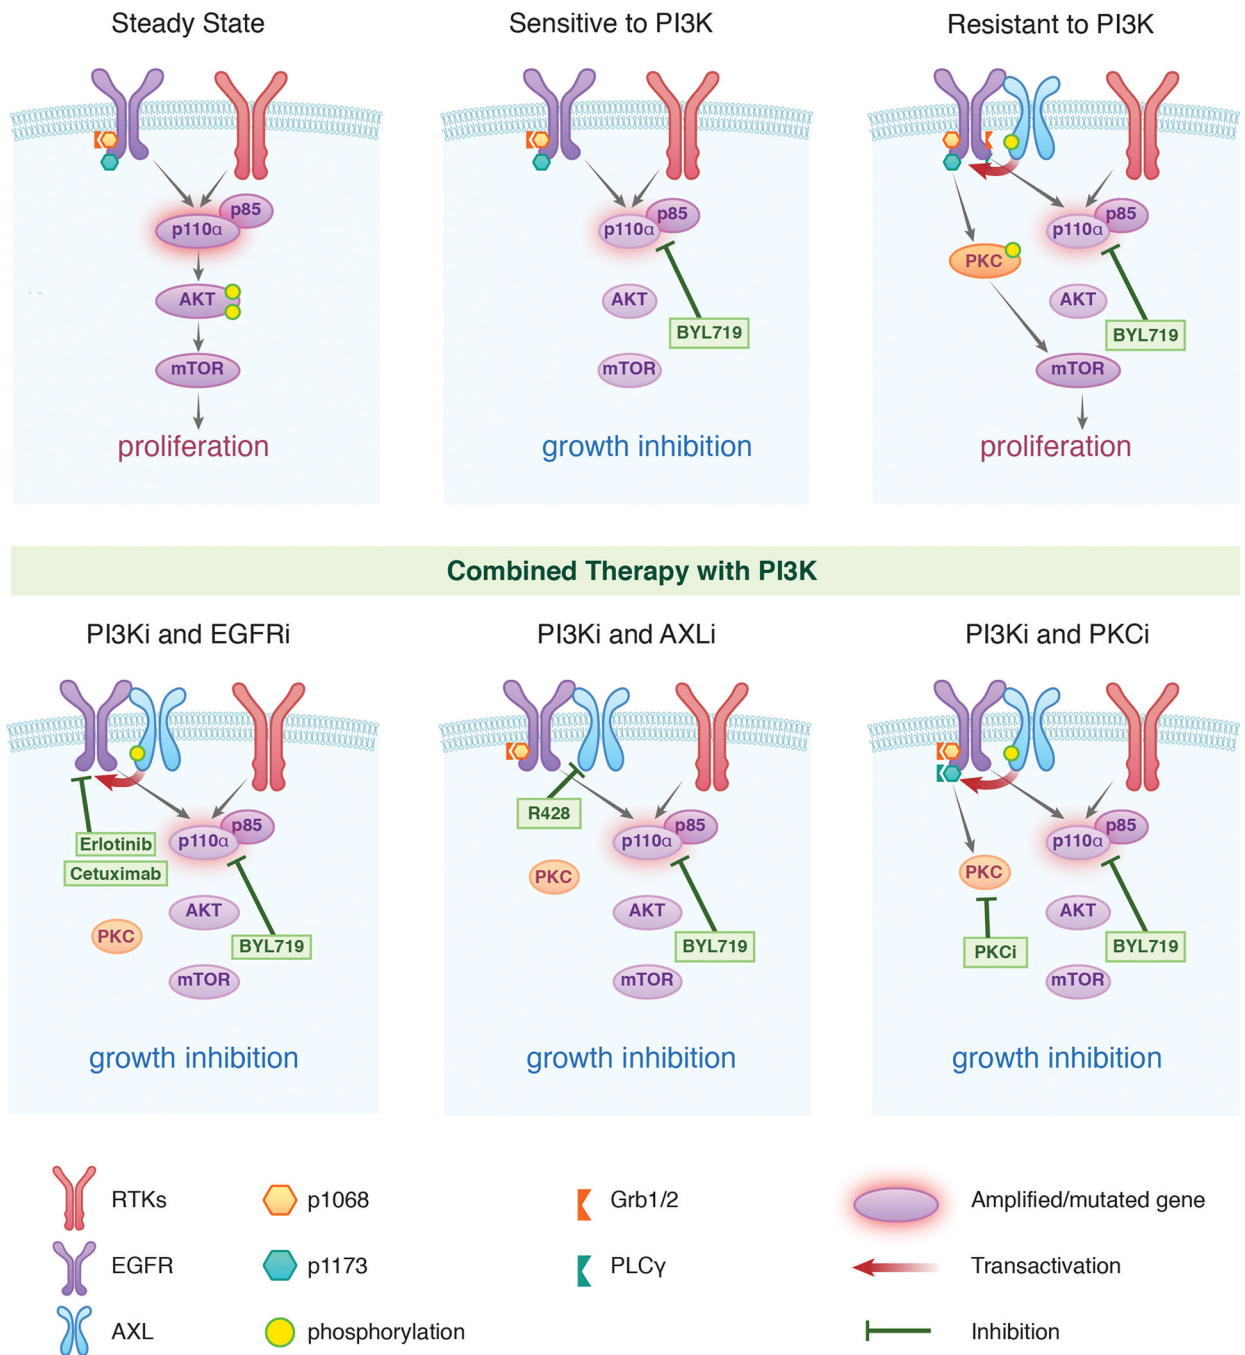 Steady State
Sensitive to PI3K
Resistant to PI3K
p85
p110α
AKT
mTOR
proliferation
p85
p110α
AKT
BYL719
mTOR
growth inhibition
p85
p110α
PKC
AKT
BYL719
mTOR
proliferation
Combined Therapy with PI3K
PI3Ki and EGFRi
PI3Ki and AXLi
PI3Ki and PKCi
p85
p110α
Erlotinib
Cetuximab
AKT
PKC
BYL719
mTOR
growth inhibition
R428
p85
p110α
PKC
AKT
BYL719
mTOR
growth inhibition
p85
p110α
PKC
AKT
PKCi
BYL719
mTOR
growth inhibition
RTKs
p1068
Grb1/2
Amplified/mutated gene
EGFR
p1173
PLCγ
Transactivation
AXL
phosphorylation
Inhibition